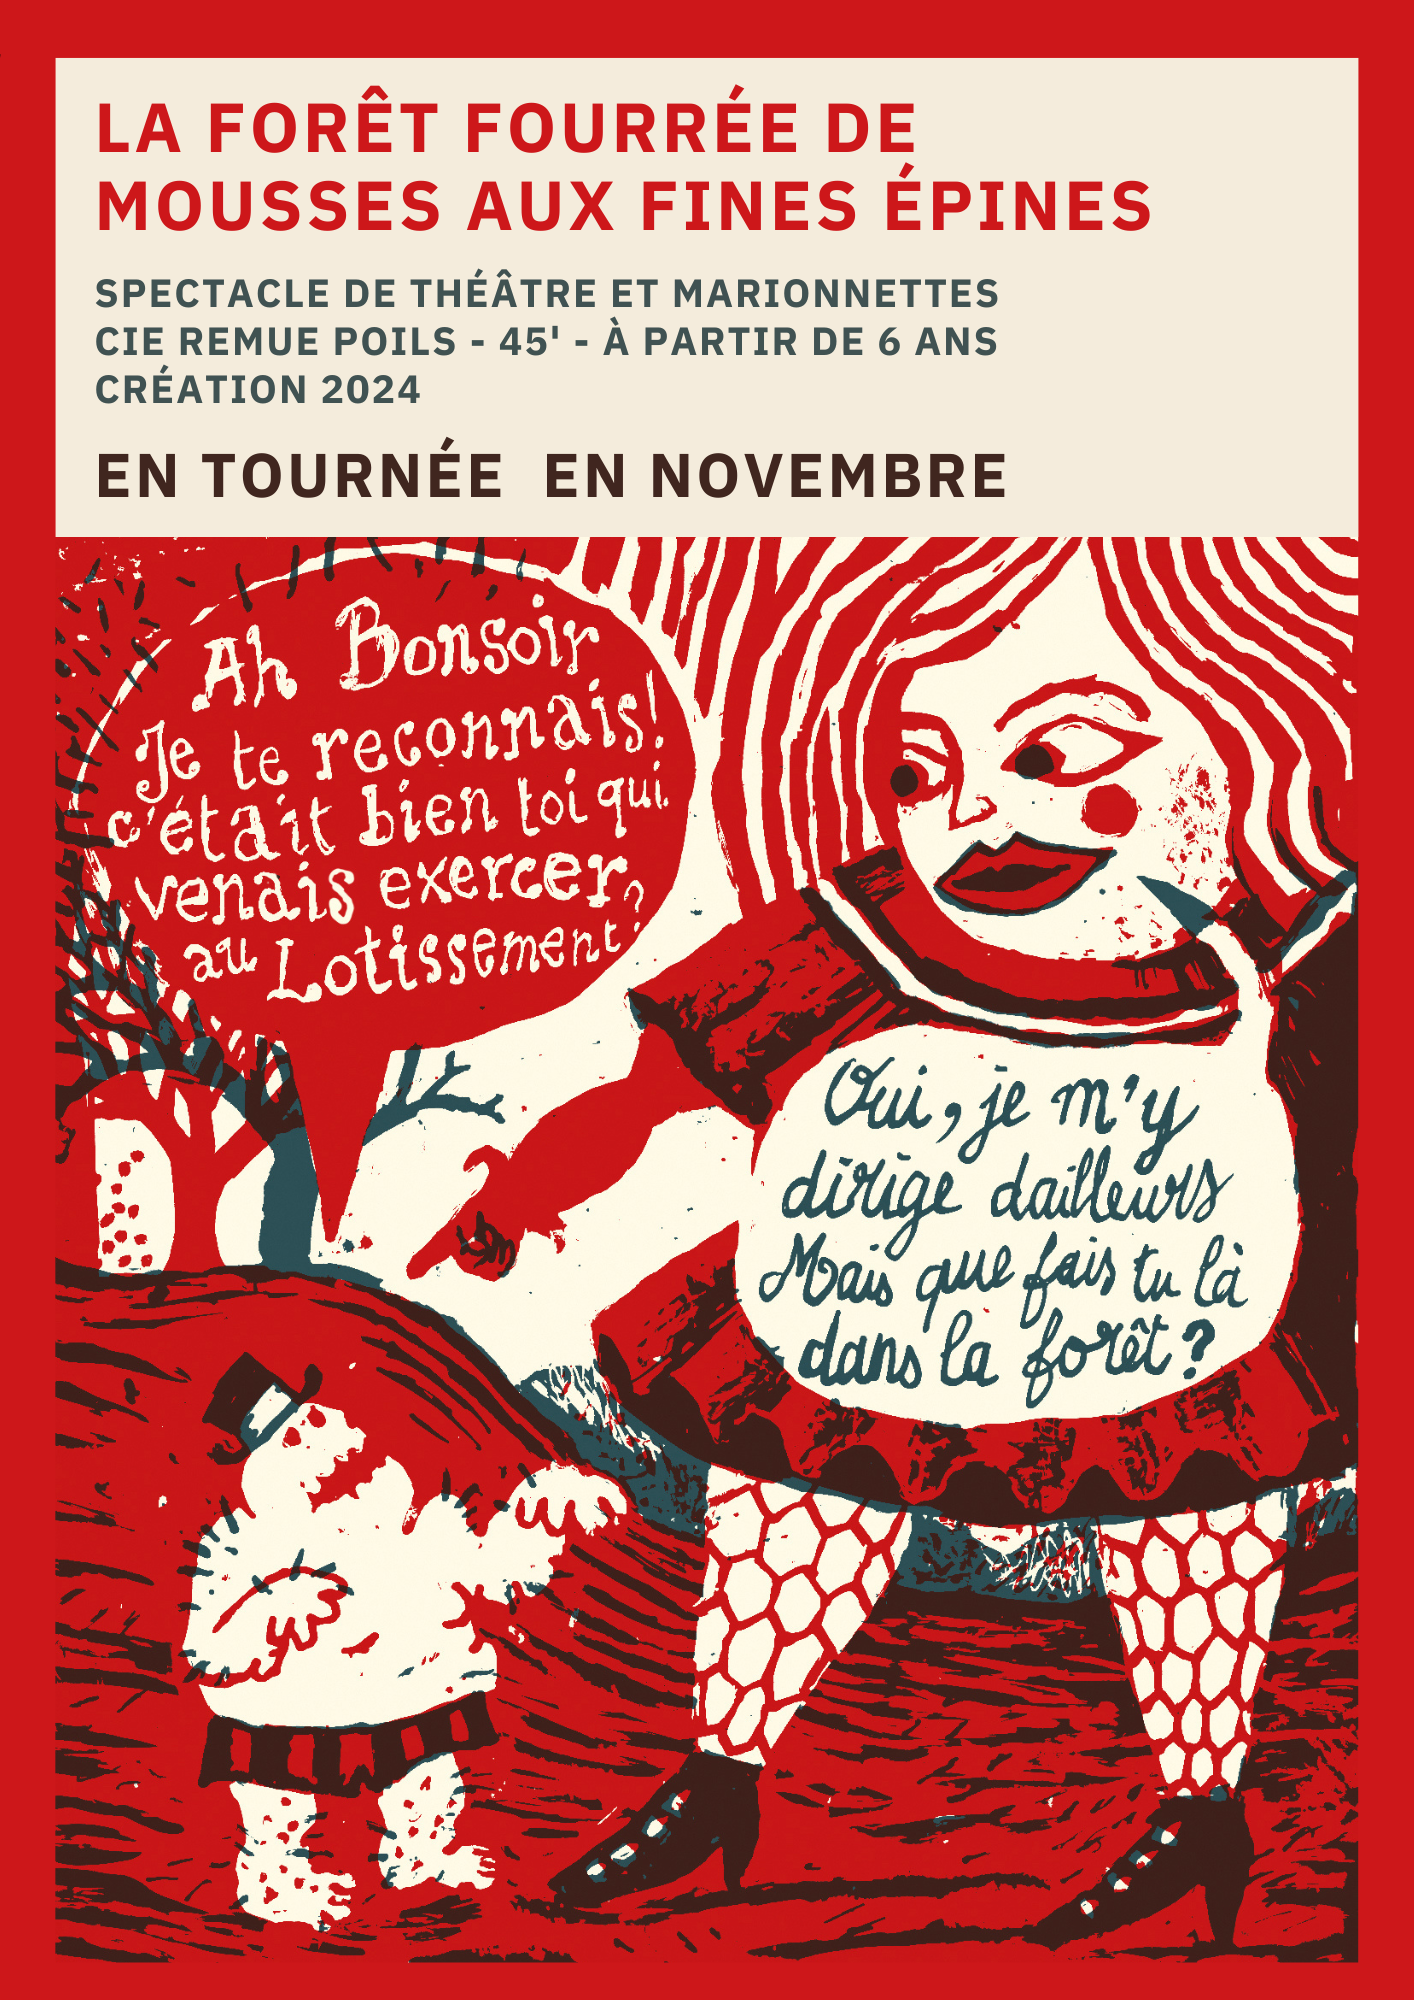 LA FORÊT FOURRÉE DE
MOUSSES AUX FINES ÉPINES
SPECTACLE DE THÉÂTRE ET MARIONNETTES
CIE REMUE POILS - 45' - À PARTIR DE 6 ANS
CRÉATION 2024
EN TOURNÉE EN NOVEMBRE
Ah Bonsoir
Je te reconnais!
c'était bien toi qui
venais exercer
au Lotissement?
Oui, je m'y
dirige dailleurs
Mais que fais tu là
dans la forêt?